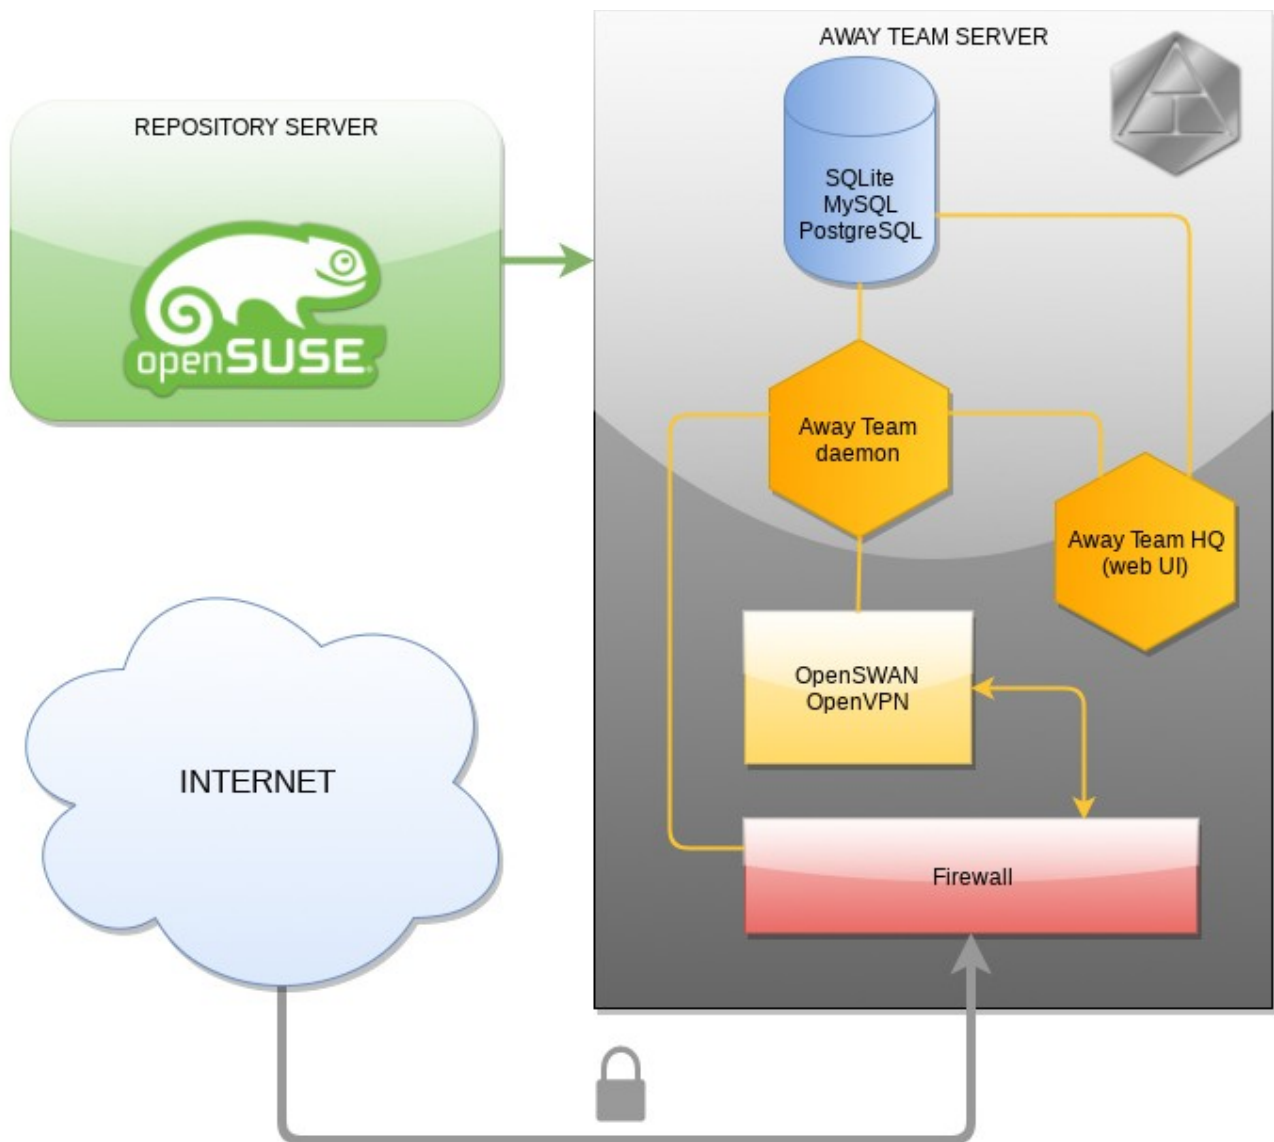 AWAY TEAM SERVER
REPOSITORY SERVER
openSUSE
SQLite
MySQL
PostgreSQL
Away Team
daemon
Away Team HQ
(web UI)
OpenSWAN
OpenVPN
INTERNET
Firewall